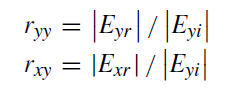 r_yy = |E_yr| / |E_yi|
r_xy = |E_xr| / |E_yi|